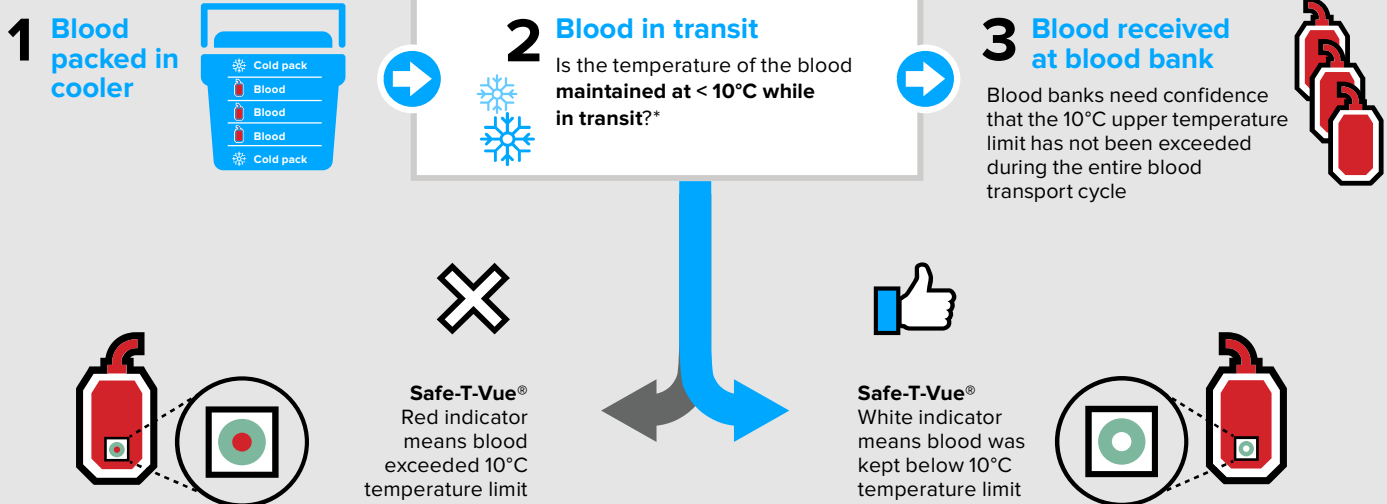 1 Blood
packed in
cooler
Cold pack
Blood
Blood
Blood
Cold pack
2 Blood in transit
Is the temperature of the blood
maintained at < 10°C while
in transit?*
3 Blood received
at blood bank
Blood banks need confidence
that the 10°C upper temperature
limit has not been exceeded
during the entire blood
transport cycle
Safe-T-Vue®
Red indicator
means blood
exceeded 10°C
temperature limit
Safe-T-Vue®
White indicator
means blood was
kept below 10°C
temperature limit